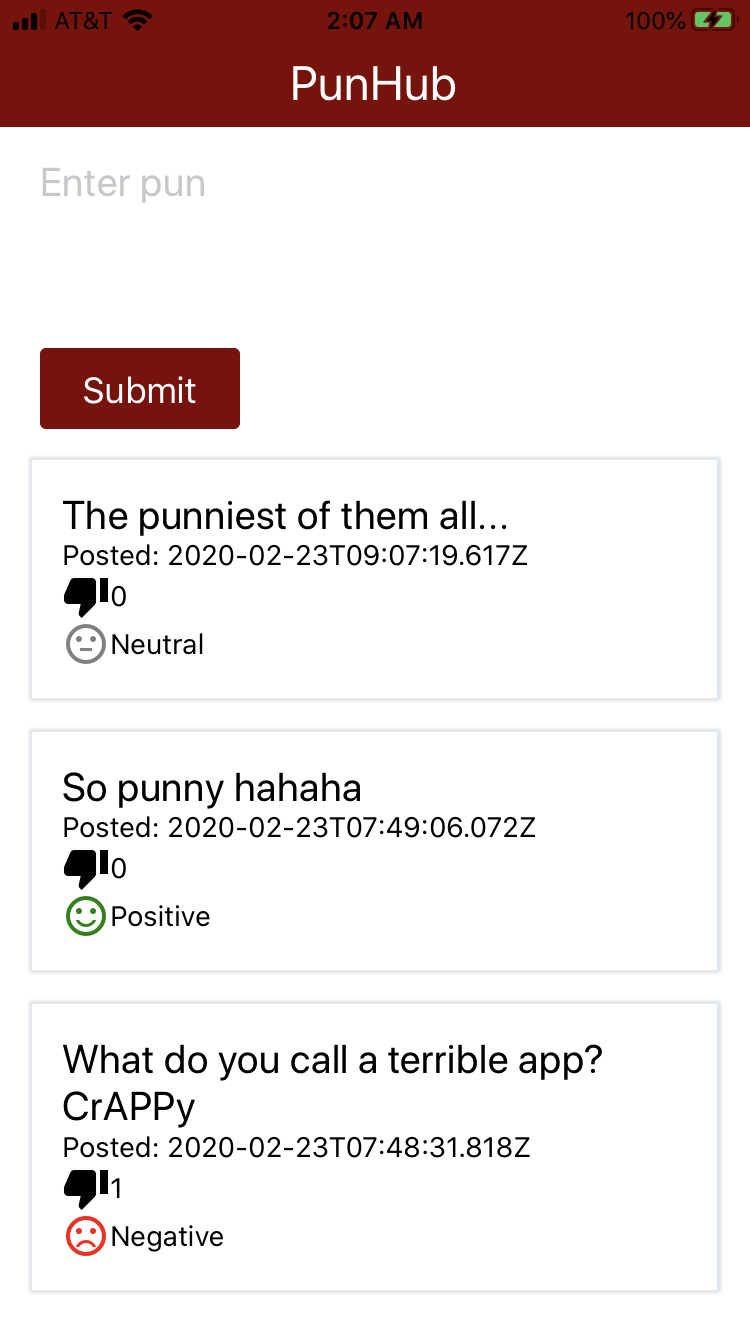 AT&T 2:07 AM 100%
PunHub
Enter pun
Submit
The punniest of them all...
Posted: 2020-02-23T09:07:19.617Z
0
Neutral
So punny hahaha
Posted: 2020-02-23T07:49:06.072Z
0
Positive
What do you call a terrible app?
CrAPPy
Posted: 2020-02-23T07:48:31.818Z
1
Negative